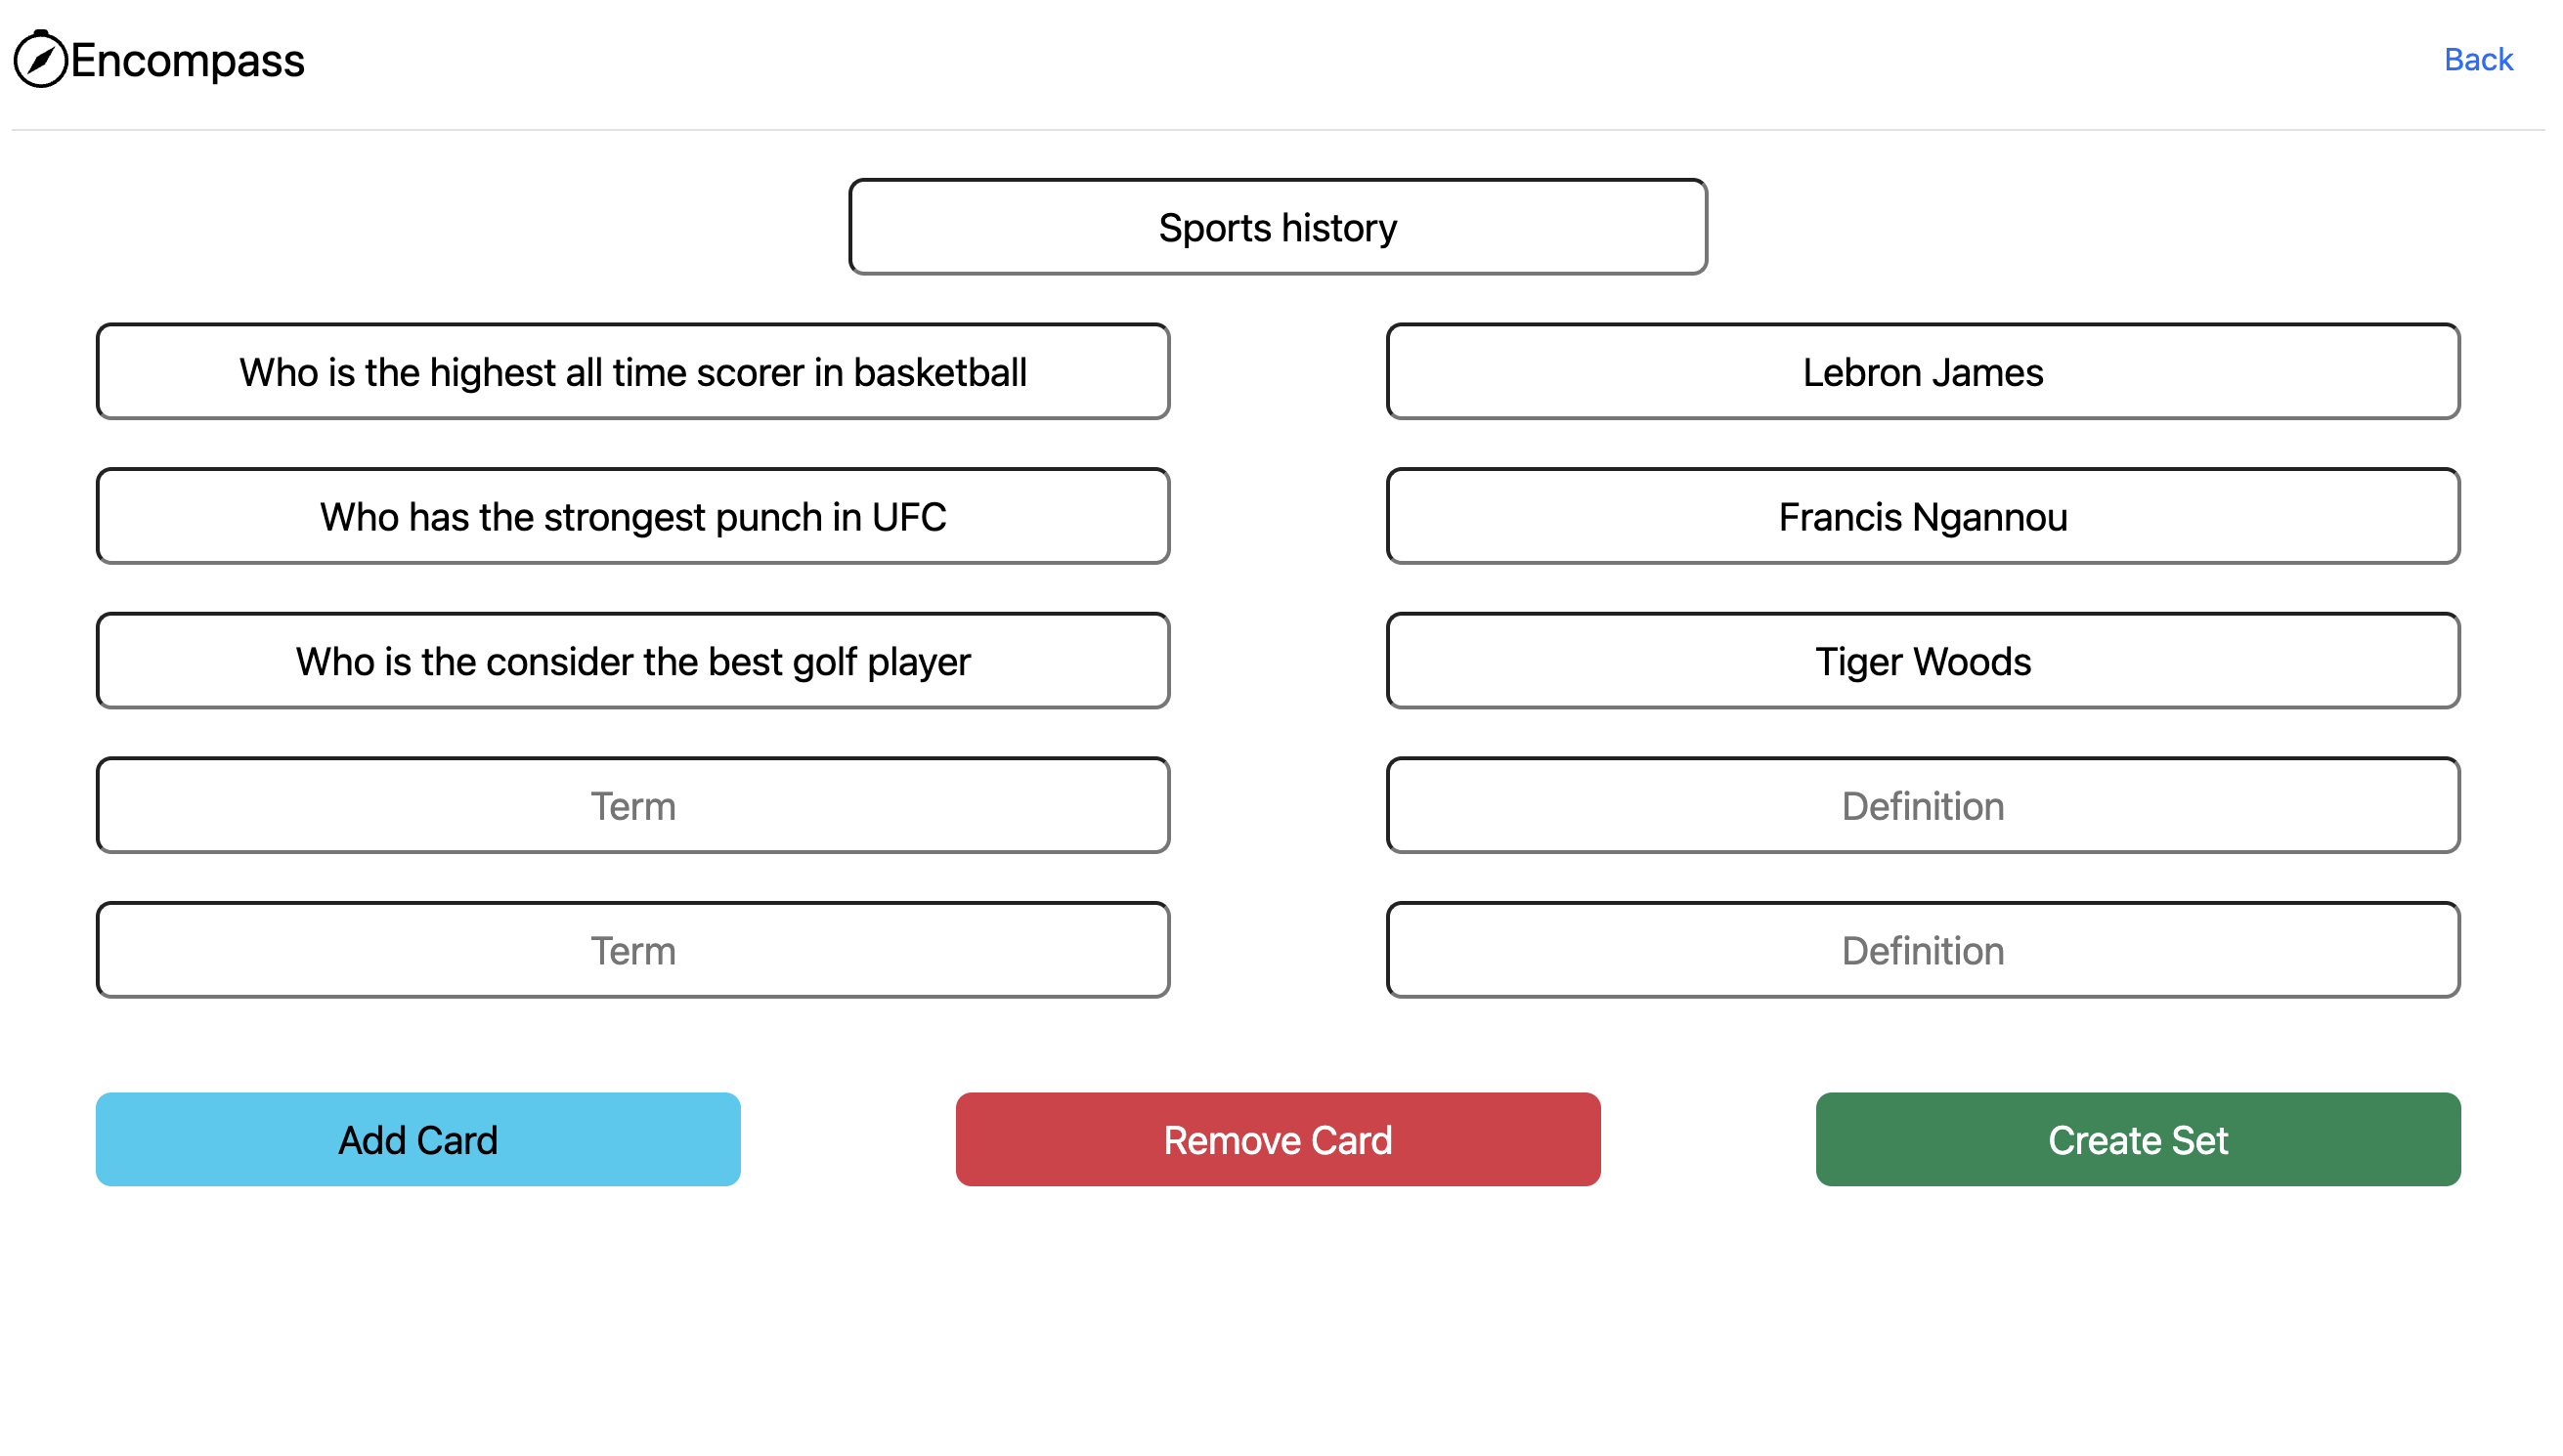 Encompass
Back
Sports history
Who is the highest all time scorer in basketball
Lebron James
Who has the strongest punch in UFC
Francis Ngannou
Who is the consider the best golf player
Tiger Woods
Term
Definition
Term
Definition
Add Card
Remove Card
Create Set